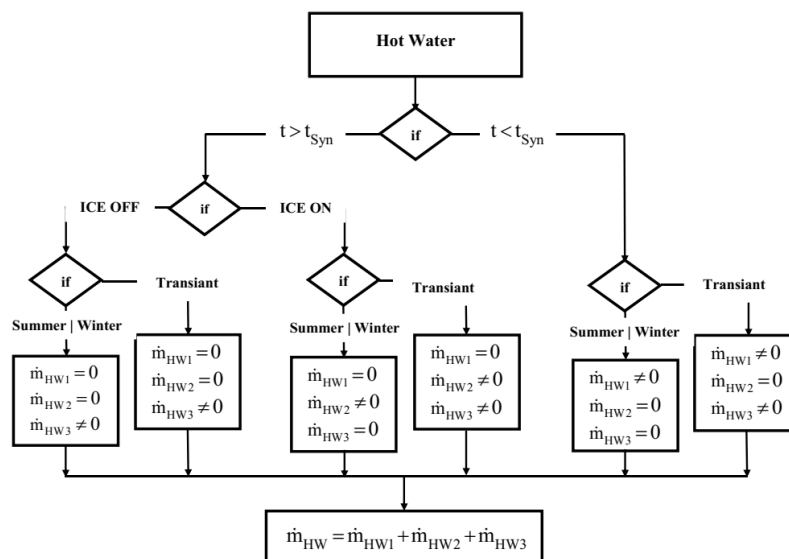 Hot Water
t > t_Syn
if
t < t_Syn
ICE OFF
if
ICE ON
if
Transiant
if
Transiant
if
Transiant
Summer | Winter
Summer | Winter
Summer | Winter
ṁ_HW1 = 0
ṁ_HW2 = 0
ṁ_HW3 ≠ 0
ṁ_HW1 = 0
ṁ_HW2 = 0
ṁ_HW3 ≠ 0
ṁ_HW1 = 0
ṁ_HW2 ≠ 0
ṁ_HW3 = 0
ṁ_HW1 = 0
ṁ_HW2 ≠ 0
ṁ_HW3 ≠ 0
ṁ_HW1 ≠ 0
ṁ_HW2 = 0
ṁ_HW3 = 0
ṁ_HW1 ≠ 0
ṁ_HW2 = 0
ṁ_HW3 ≠ 0
ṁ_HW = ṁ_HW1 + ṁ_HW2 + ṁ_HW3